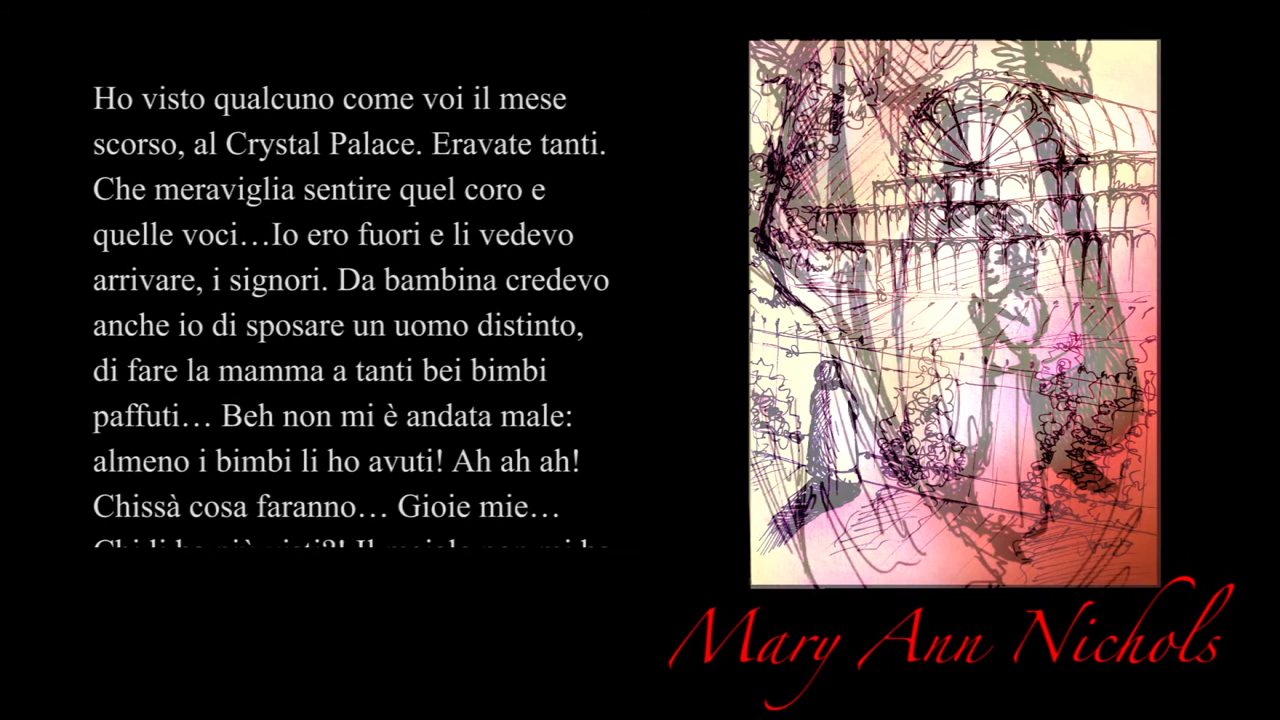 Ho visto qualcuno come voi il mese
scorso, al Crystal Palace. Eravate tanti.
Che meraviglia sentire quel coro e
quelle voci…Io ero fuori e li vedevo
arrivare, i signori. Da bambina credevo
anche io di sposare un uomo distinto,
di fare la mamma a tanti bei bimbi
paffuti… Beh non mi è andata male:
almeno i bimbi li ho avuti! Ah ah ah!
Chissà cosa faranno… Gioie mie…
Mary Ann Nichols